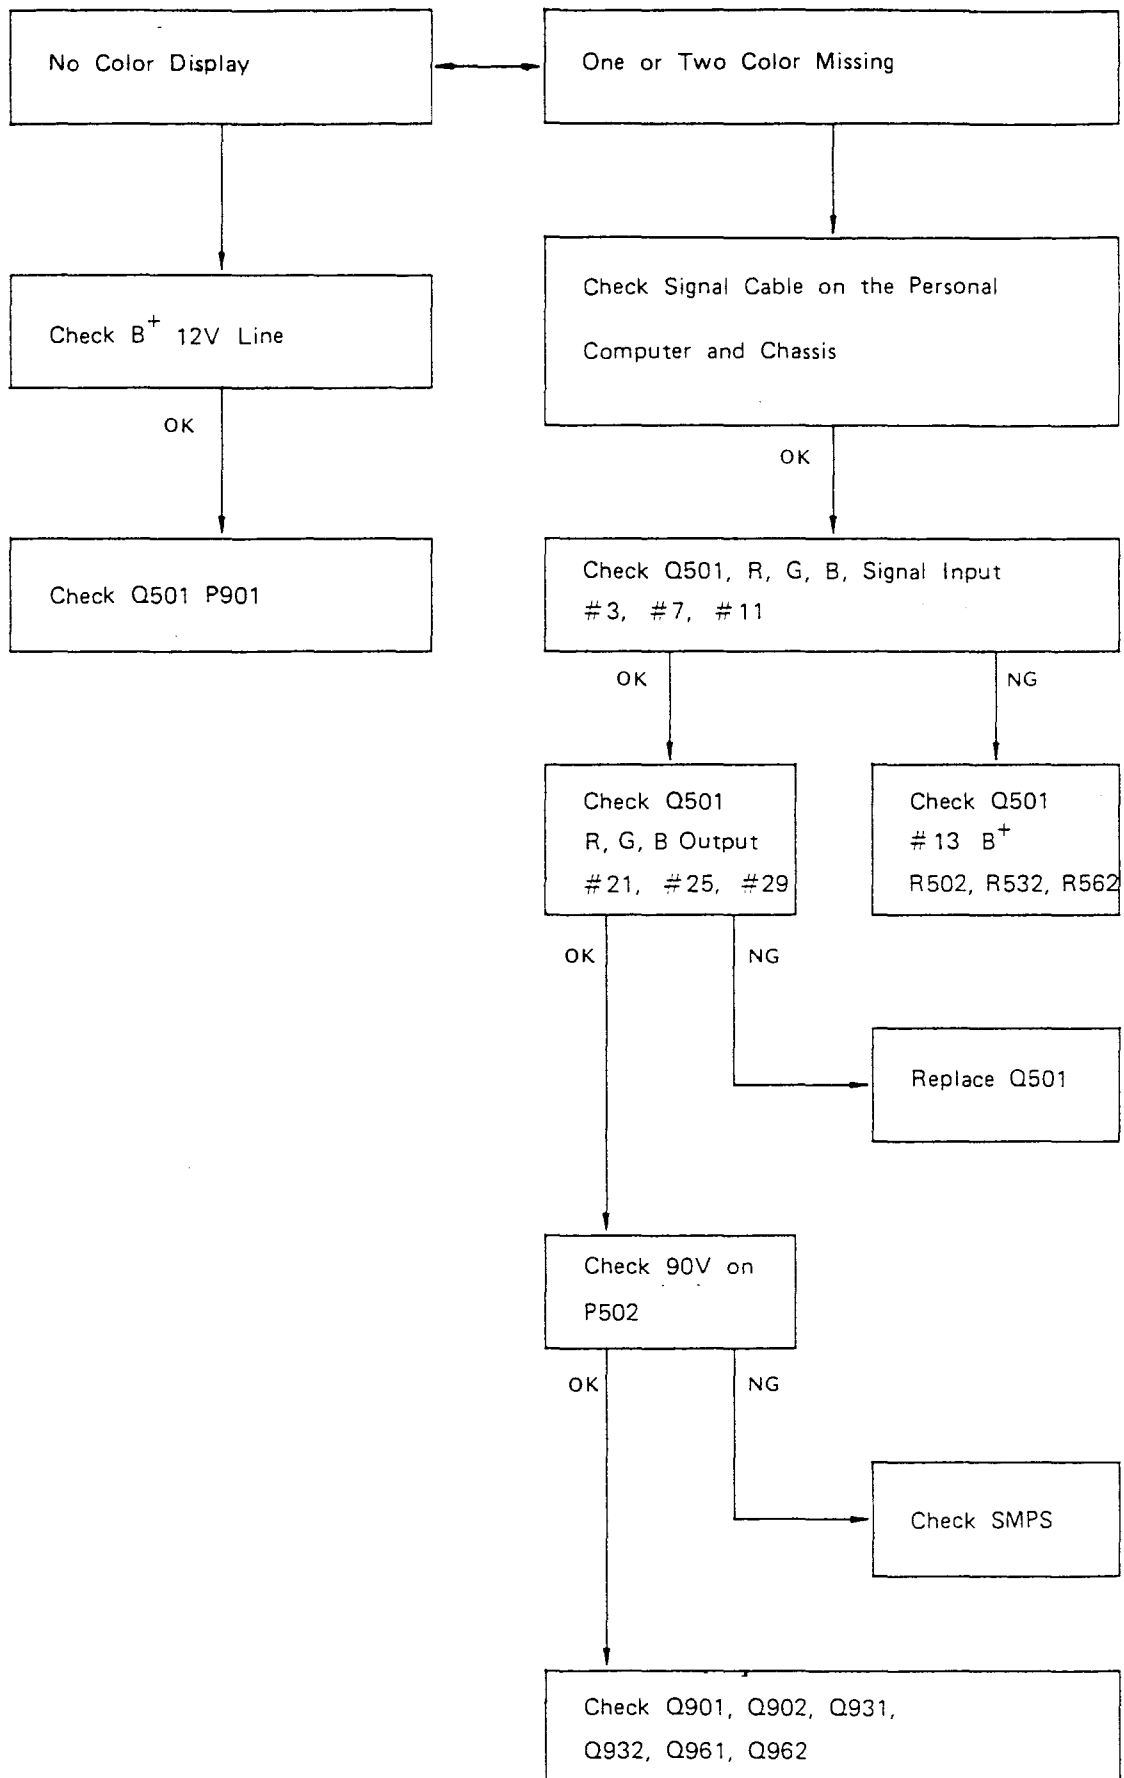 No Color Display
One or Two Color Missing
Check Signal Cable on the Personal
Computer and Chassis
Check B+ 12V Line
OK
OK
Check Q501 P901
Check Q501, R, G, B, Signal Input
#3, #7, #11
OK
NG
Check Q501
R, G, B Output
#21, #25, #29
Check Q501
#13 B+
R502, R532, R562
OK
NG
Replace Q501
Check 90V on
P502
OK
NG
Check SMPS
Check Q901, Q902, Q931,
Q932, Q961, Q962